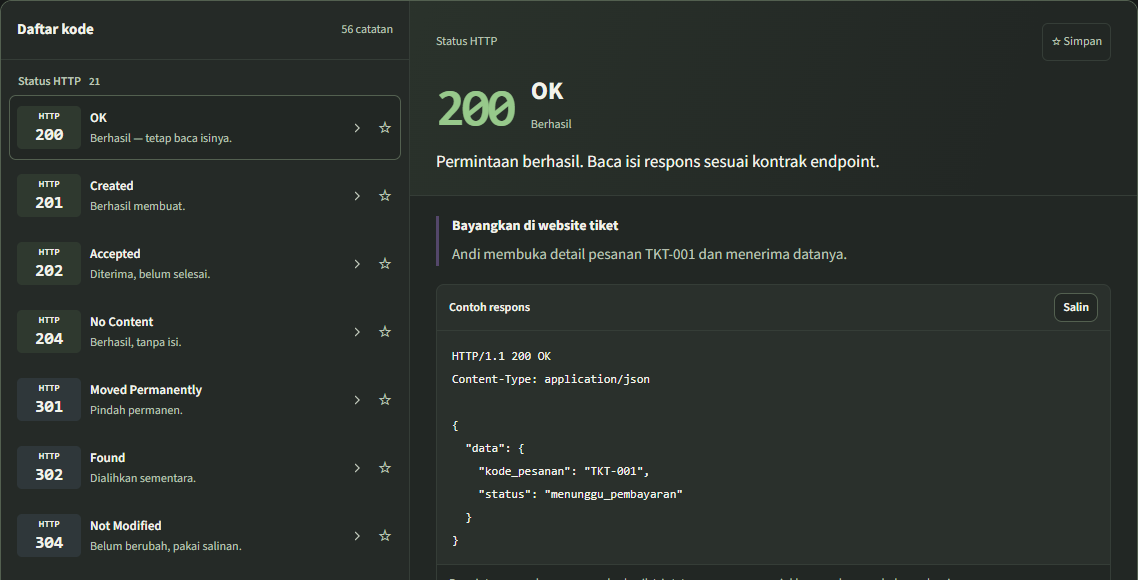 Daftar kode
56 catatan
Status HTTP 21
HTTP
200
OK
Berhasil — tetap baca isinya.
HTTP
201
Created
Berhasil membuat.
HTTP
202
Accepted
Diterima, belum selesai.
HTTP
204
No Content
Berhasil, tanpa isi.
HTTP
301
Moved Permanently
Pindah permanen.
HTTP
302
Found
Dialihkan sementara.
HTTP
304
Not Modified
Belum berubah, pakai salinan.
Status HTTP
☆ Simpan
200
OK
Berhasil
Permintaan berhasil. Baca isi respons sesuai kontrak endpoint.
Bayangkan di website tiket
Andi membuka detail pesanan TKT-001 dan menerima datanya.
Contoh respons
Salin
HTTP/1.1 200 OK
Content-Type: application/json
{
"data": {
"kode_pesanan": "TKT-001",
"status": "menunggu_pembayaran"
}
}